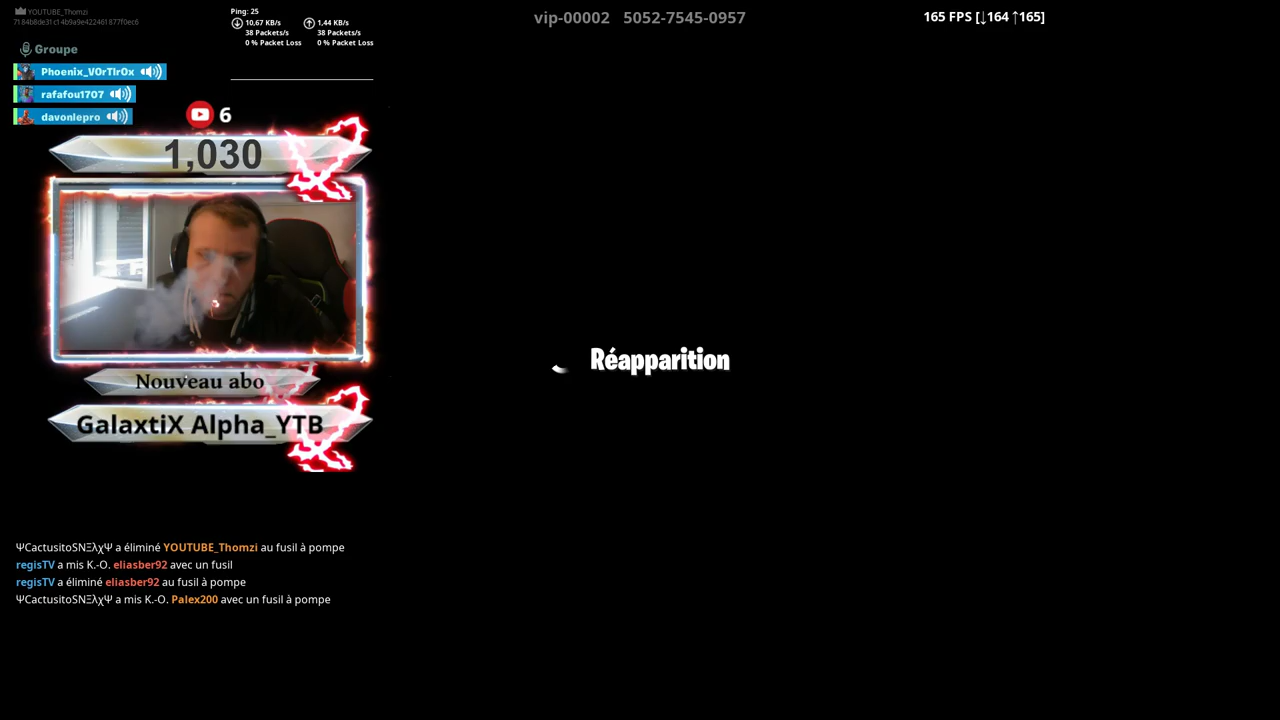 YOUTUBE_Thomzi
7184b8de31c14b9a9e422461877f0ec6
Ping: 25
10,67 KB/s
38 Packets/s
0 % Packet Loss
1,44 KB/s
38 Packets/s
0 % Packet Loss
vip-00002 5052-7545-0957
165 FPS [↓164 ↑165]
Groupe
Phoenix_V0rTIrOx
rafafou1707
davonlepro
6
1,030
Nouveau abo
GalaxtiX Alpha_YTB
Réapparition
ΨCactusitoSNΞλχΨ a éliminé YOUTUBE_Thomzi au fusil à pompe
regisTV a mis K.-O. eliasber92 avec un fusil
regisTV a éliminé eliasber92 au fusil à pompe
ΨCactusitoSNΞλχΨ a mis K.-O. Palex200 avec un fusil à pompe